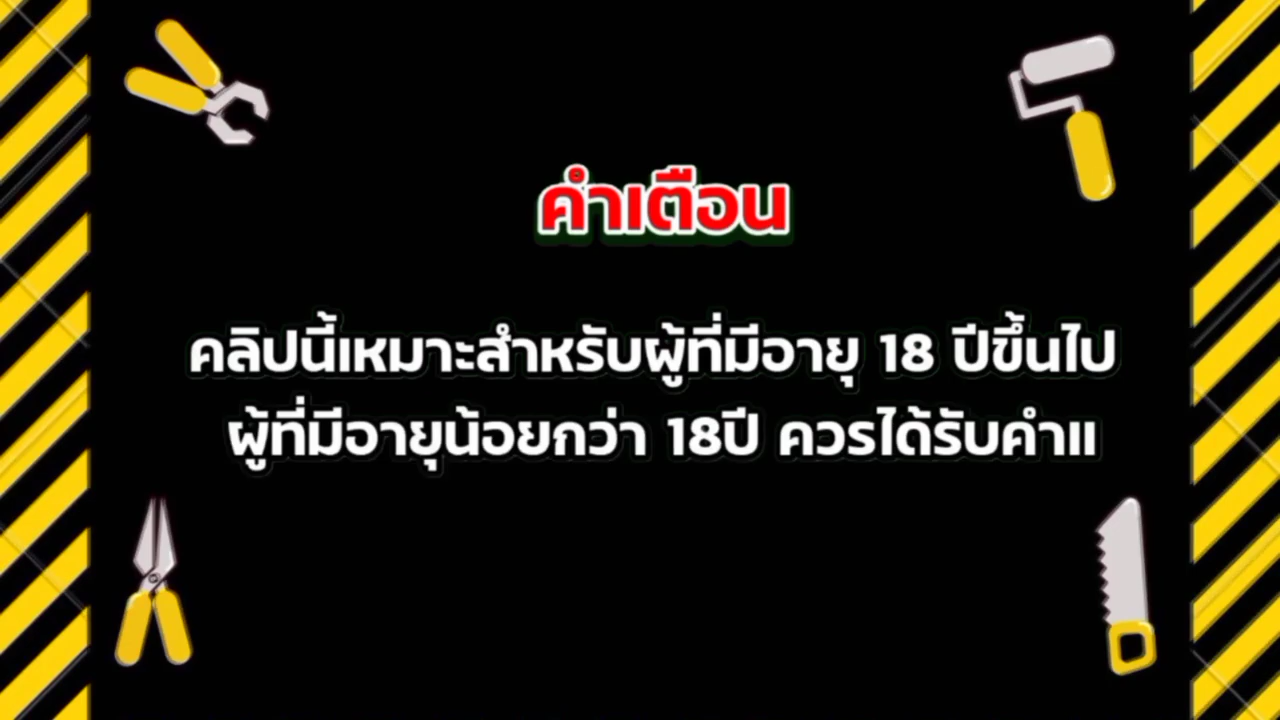 คำเตือน
คลิปนี้เหมาะสำหรับผู้ที่มีอายุ 18 ปีขึ้นไป
ผู้ที่มีอายุน้อยกว่า 18ปี ควรได้รับคำแ